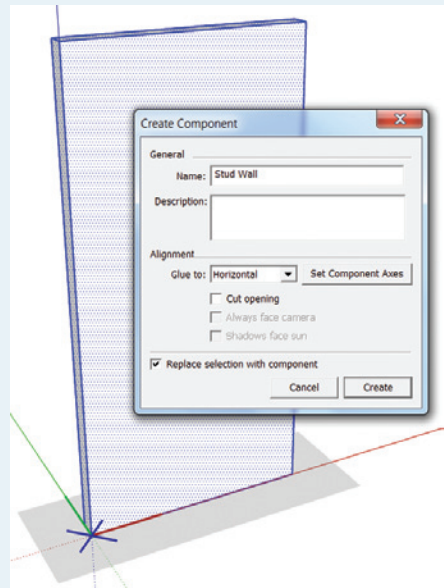 Create Component
General
Name: Stud Wall
Description:
Alignment
Glue to: Horizontal Set Component Axes
Cut opening
Always face camera
Shadows face sun
Replace selection with component
Cancel Create